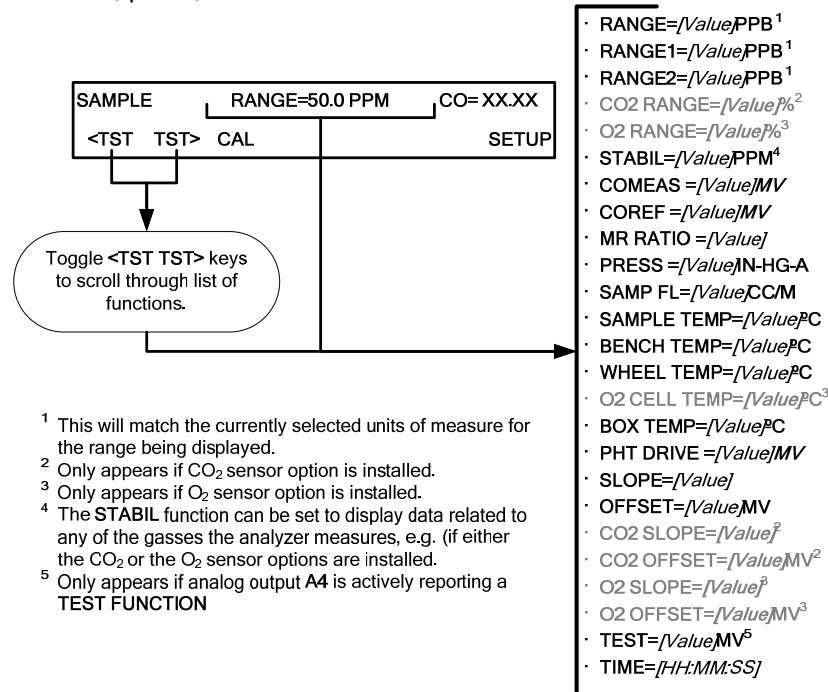 SAMPLE RANGE=50.0 PPM CO= XX.XX
<TST TST> CAL SETUP
Toggle <TST TST> keys
to scroll through list of
functions.
· RANGE=[Value]PPB¹
· RANGE1=[Value]PPB¹
· RANGE2=[Value]PPB¹
· CO2 RANGE=[Value]%²
· O2 RANGE=[Value]%³
· STABIL=[Value]PPM⁴
· COMEAS =[Value]MV
· COREF =[Value]MV
· MR RATIO =[Value]
· PRESS =[Value]IN-HG-A
· SAMP FL=[Value]CC/M
· SAMPLE TEMP=[Value]ºC
· BENCH TEMP=[Value]ºC
· WHEEL TEMP=[Value]ºC
· O2 CELL TEMP=[Value]ºC³
· BOX TEMP=[Value]ºC
· PHT DRIVE =[Value]MV
· SLOPE=[Value]
· OFFSET=[Value]MV
· CO2 SLOPE=[Value]²
· CO2 OFFSET=[Value]MV²
· O2 SLOPE=[Value]³
· O2 OFFSET=[Value]MV³
· TEST=[Value]MV⁵
· TIME=[HH:MM:SS]
¹ This will match the currently selected units of measure for
the range being displayed.
² Only appears if CO₂ sensor option is installed.
³ Only appears if O₂ sensor option is installed.
⁴ The STABIL function can be set to display data related to
any of the gasses the analyzer measures, e.g. (if either
the CO₂ or the O₂ sensor options are installed.
⁵ Only appears if analog output A4 is actively reporting a
TEST FUNCTION